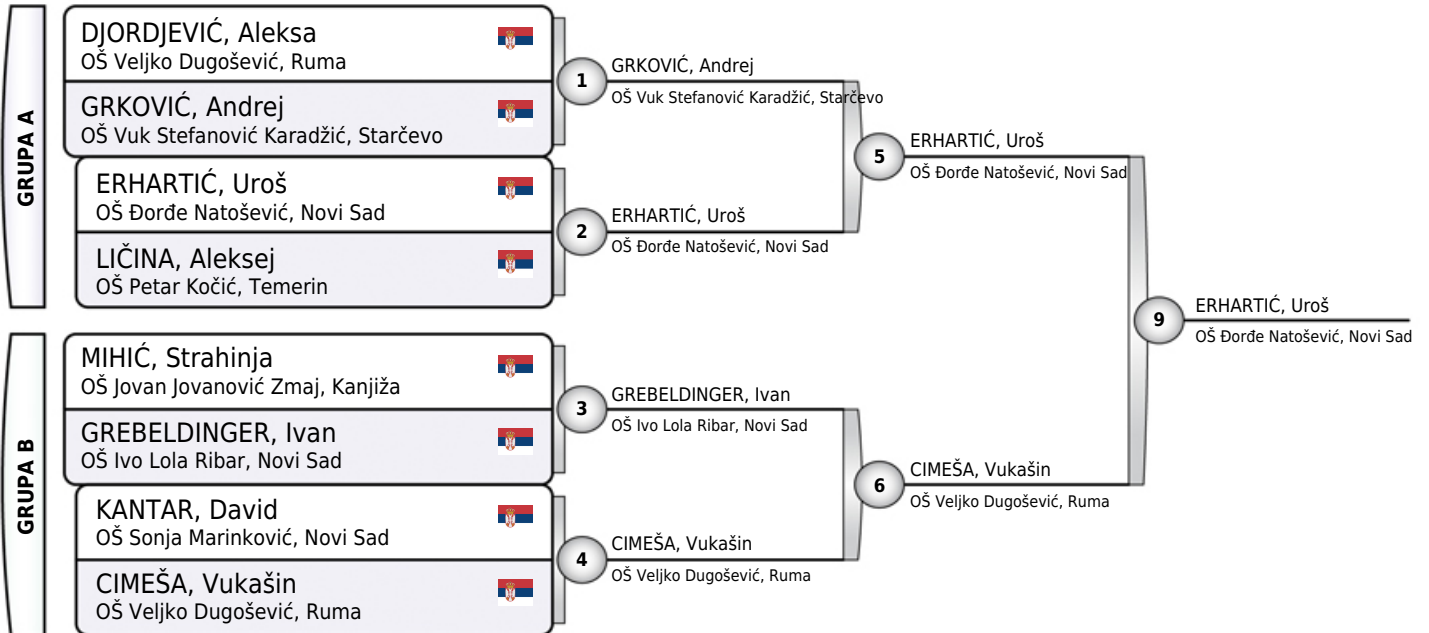 GRUPA A
DJORDJEVIĆ, Aleksa
OŠ Veljko Dugošević, Ruma
GRKOVIĆ, Andrej
OŠ Vuk Stefanović Karadžić, Starčevo
ERHARTIĆ, Uroš
OŠ Đorđe Natošević, Novi Sad
LIČINA, Aleksej
OŠ Petar Kočić, Temerin
GRUPA B
MIHIĆ, Strahinja
OŠ Jovan Jovanović Zmaj, Kanjiža
GREBELDINGER, Ivan
OŠ Ivo Lola Ribar, Novi Sad
KANTAR, David
OŠ Sonja Marinković, Novi Sad
CIMEŠA, Vukašin
OŠ Veljko Dugošević, Ruma
1
GRKOVIĆ, Andrej
OŠ Vuk Stefanović Karadžić, Starčevo
2
ERHARTIĆ, Uroš
OŠ Đorđe Natošević, Novi Sad
3
GREBELDINGER, Ivan
OŠ Ivo Lola Ribar, Novi Sad
4
CIMEŠA, Vukašin
OŠ Veljko Dugošević, Ruma
5
ERHARTIĆ, Uroš
OŠ Đorđe Natošević, Novi Sad
6
CIMEŠA, Vukašin
OŠ Veljko Dugošević, Ruma
9
ERHARTIĆ, Uroš
OŠ Đorđe Natošević, Novi Sad